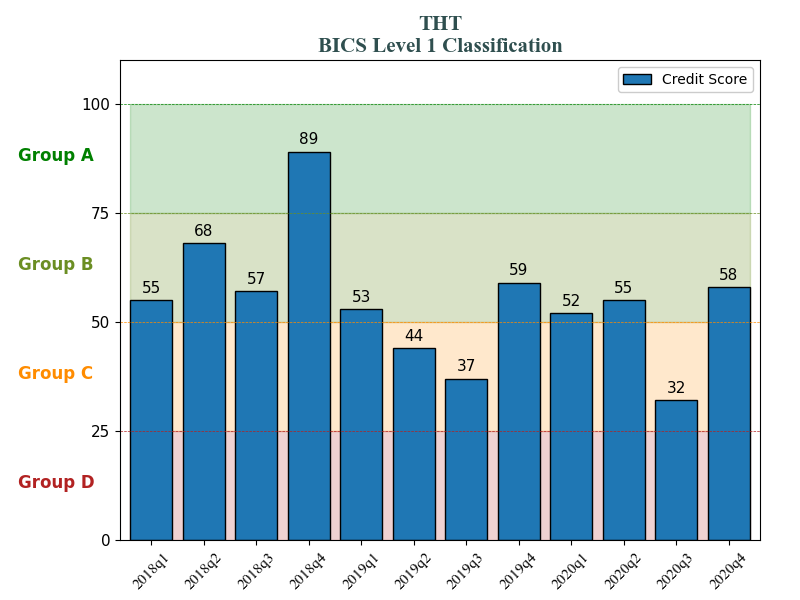 THT
BICS Level 1 Classification
Credit Score
100
75
50
25
0
Group A
Group B
Group C
Group D
55
68
57
89
53
44
37
59
52
55
32
58
2018q1
2018q2
2018q3
2018q4
2019q1
2019q2
2019q3
2019q4
2020q1
2020q2
2020q3
2020q4